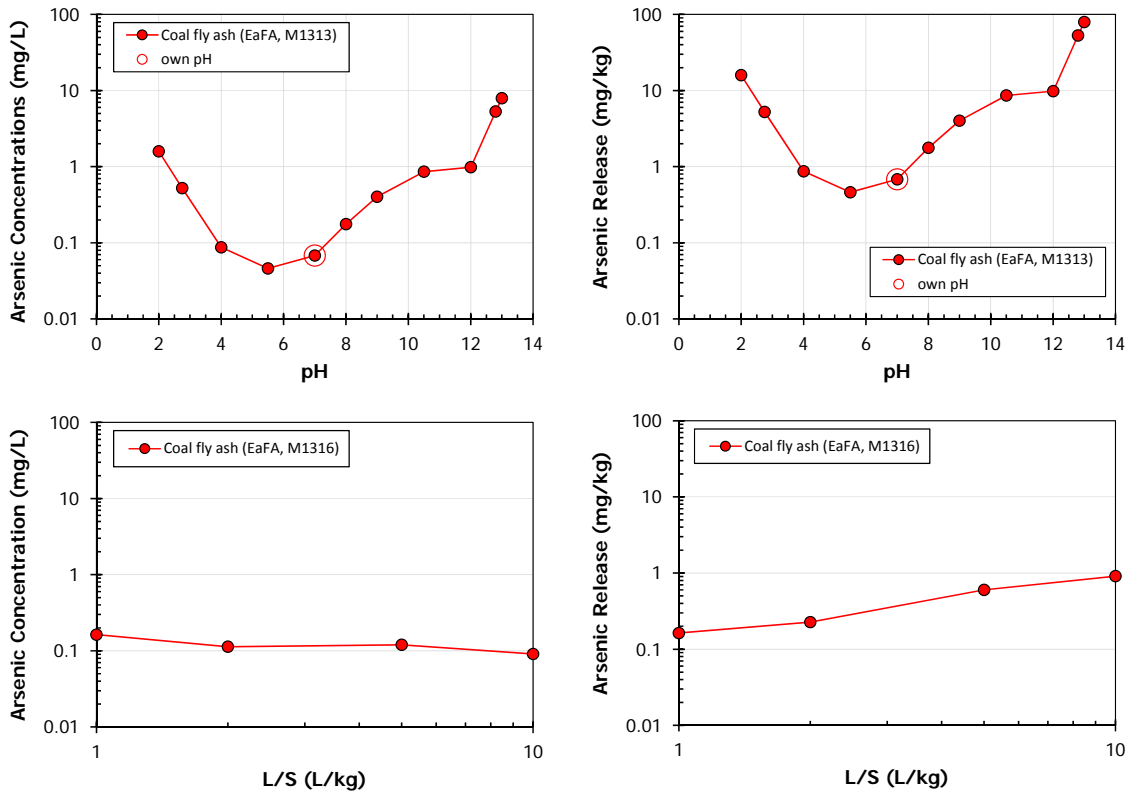 Arsenic Concentrations (mg/L)
100
10
1
0.1
0.01
Coal fly ash (EaFA, M1313)
own pH
0 2 4 6 8 10 12 14
pH
Arsenic Release (mg/kg)
100
10
1
0.1
0.01
Coal fly ash (EaFA, M1313)
own pH
0 2 4 6 8 10 12 14
pH
Arsenic Concentration (mg/L)
100
10
1
0.1
0.01
Coal fly ash (EaFA, M1316)
1 10
L/S (L/kg)
Arsenic Release (mg/kg)
100
10
1
0.1
0.01
Coal fly ash (EaFA, M1316)
1 10
L/S (L/kg)